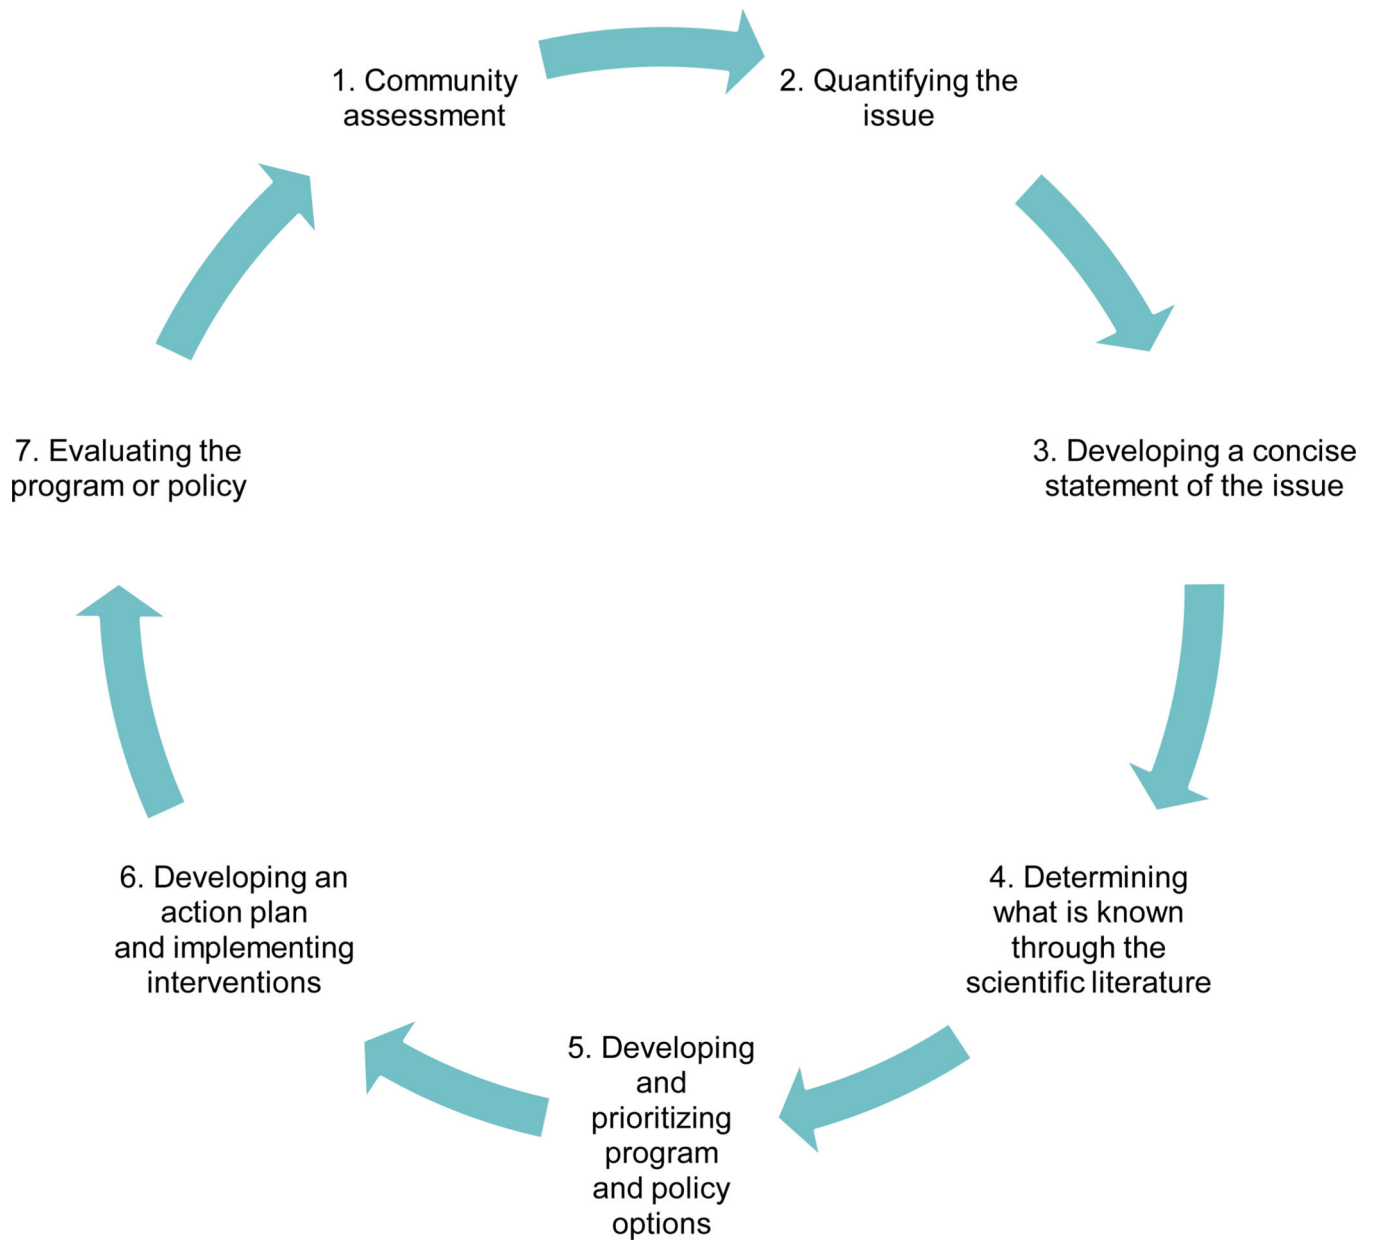 1. Community
assessment
2. Quantifying the
issue
3. Developing a concise
statement of the issue
4. Determining
what is known
through the
scientific literature
5. Developing
and
prioritizing
program
and policy
options
6. Developing an
action plan
and implementing
interventions
7. Evaluating the
program or policy